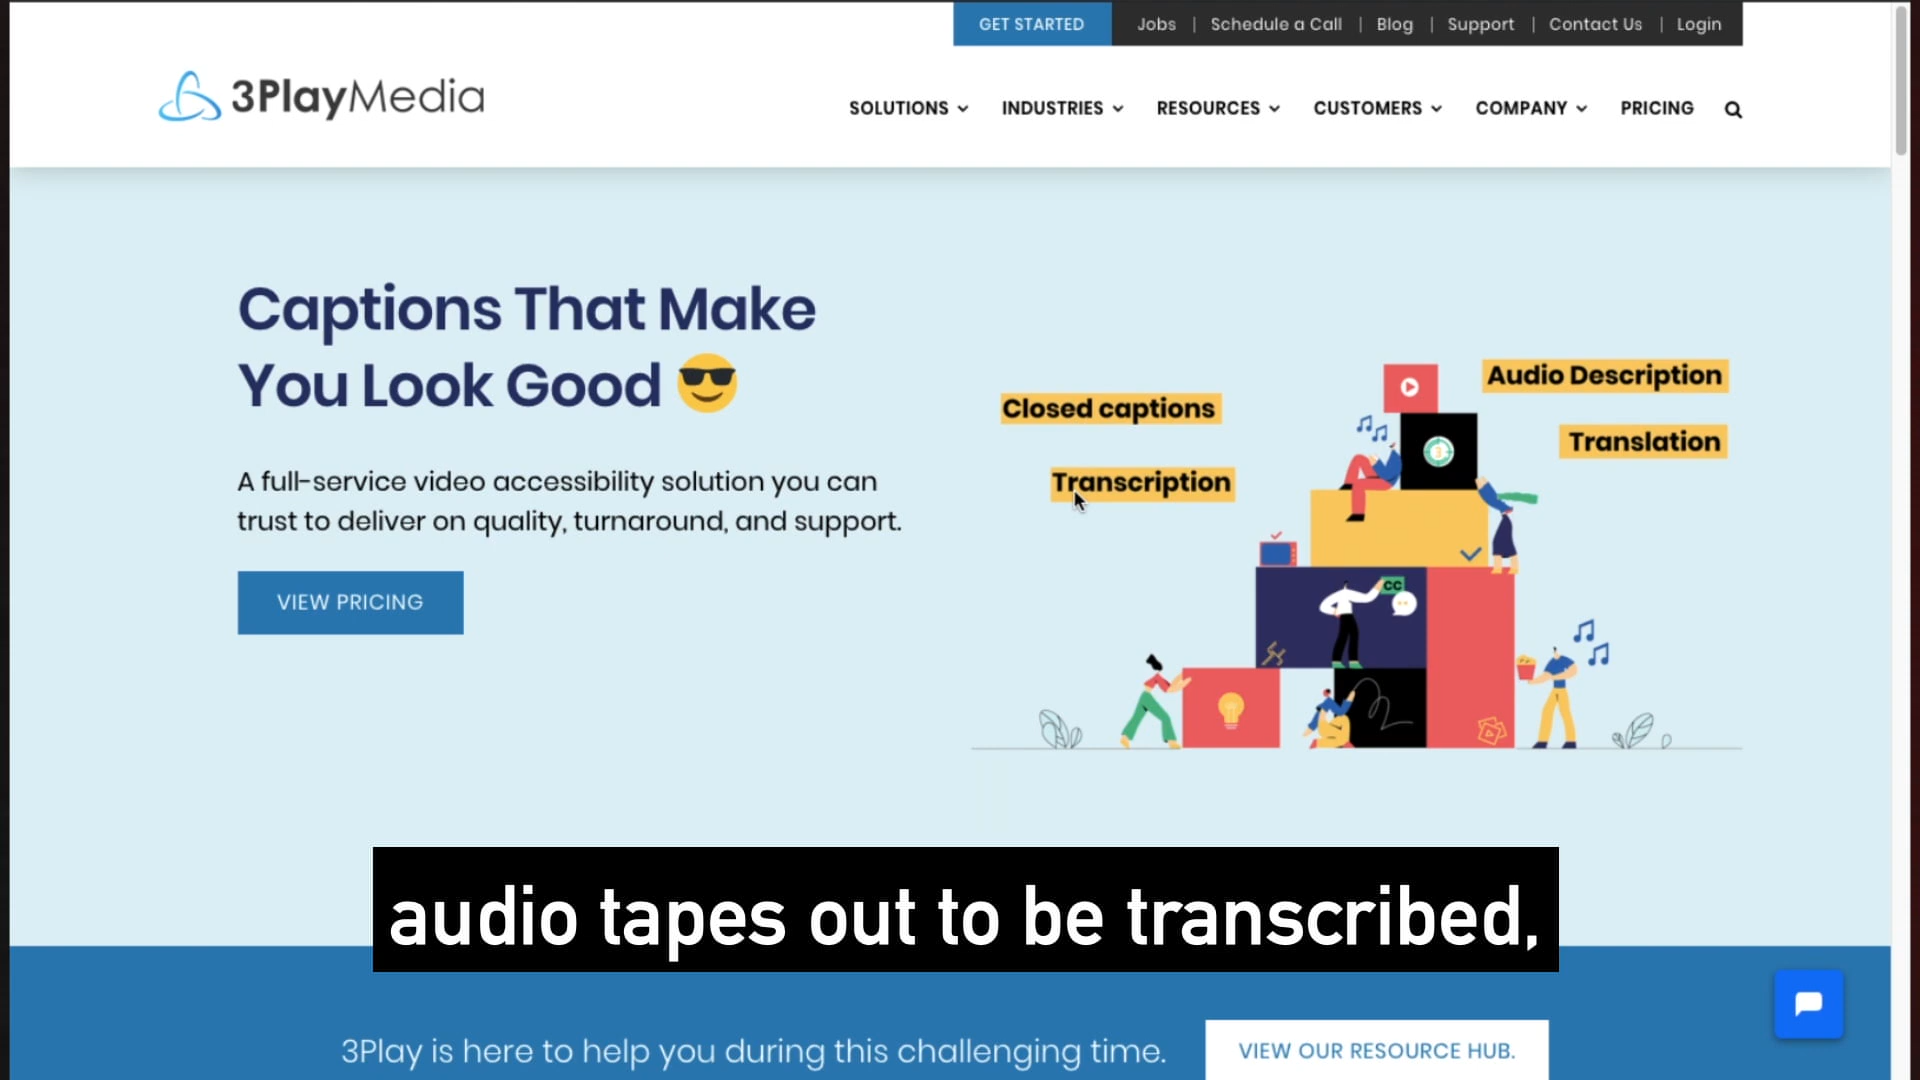 GET STARTED
Jobs | Schedule a Call | Blog | Support | Contact Us | Login
3PlayMedia
SOLUTIONS INDUSTRIES RESOURCES CUSTOMERS COMPANY PRICING
Captions That Make
You Look Good
A full-service video accessibility solution you can
trust to deliver on quality, turnaround, and support.
VIEW PRICING
Closed captions
Transcription
Audio Description
Translation
CC
audio tapes out to be transcribed,
3Play is here to help you during this challenging time.
VIEW OUR RESOURCE HUB.